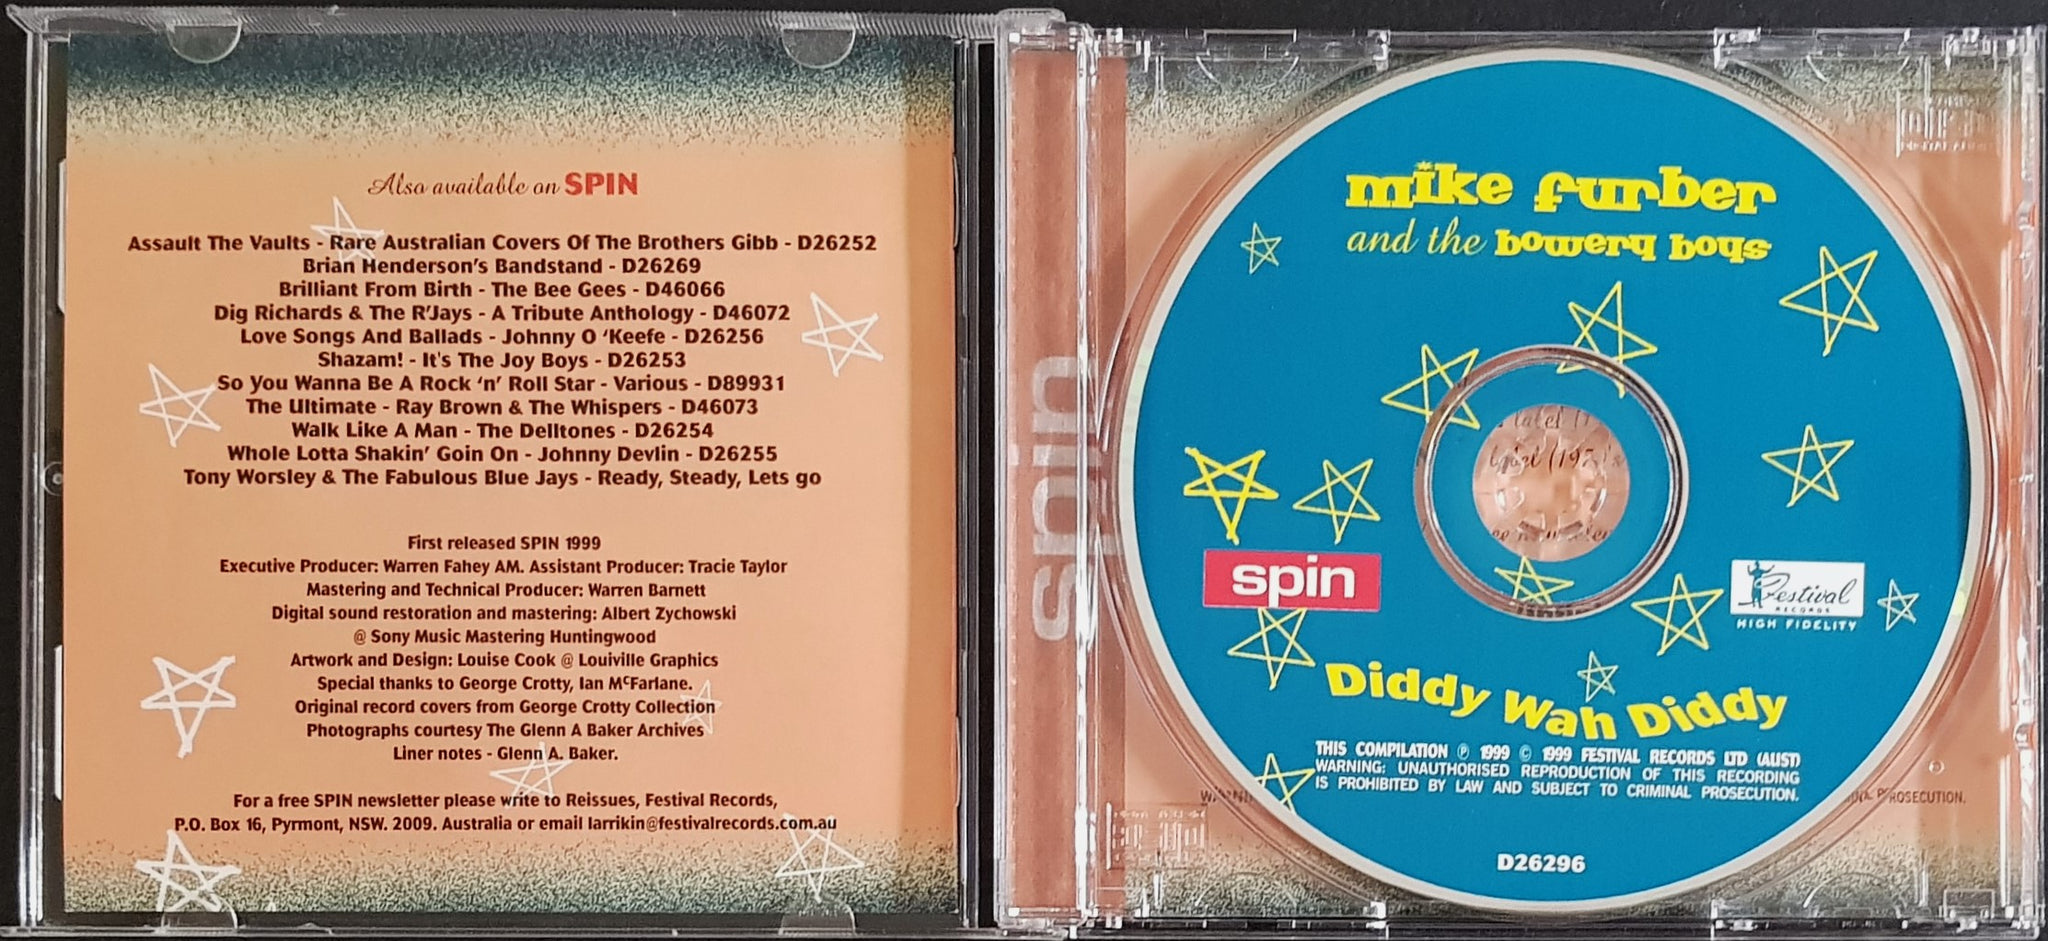 Also available on SPIN
Assault The Vaults - Rare Australian Covers Of The Brothers Gibb - D26252
Brian Henderson's Bandstand - D26269
Brilliant From Birth - The Bee Gees - D46066
Dig Richards & The R'Jays - A Tribute Anthology - D46072
Love Songs And Ballads - Johnny O 'Keefe - D26256
Shazam! - It's The Joy Boys - D26253
So you Wanna Be A Rock 'n' Roll Star - Various - D89931
The Ultimate - Ray Brown & The Whispers - D46073
Walk Like A Man - The Delltones - D26254
Whole Lotta Shakin' Goin On - Johnny Devlin - D26255
Tony Worsley & The Fabulous Blue Jays - Ready, Steady, Lets go
First released SPIN 1999
Executive Producer: Warren Fahey AM. Assistant Producer: Tracie Taylor
Mastering and Technical Producer: Warren Barnett
Digital sound restoration and mastering: Albert Zychowski
@ Sony Music Mastering Huntingwood
Artwork and Design: Louise Cook @ Louiville Graphics
Special thanks to George Crotty, Ian McFarlane.
Original record covers from George Crotty Collection
Photographs courtesy The Glenn A Baker Archives
Liner notes - Glenn A. Baker.
For a free SPIN newsletter please write to Reissues, Festival Records,
P.O. Box 16, Pyrmont, NSW. 2009. Australia or email larrikin@festivalrecords.com.au
spin
mike furber
and the bowery boys
spin
Festival
RECORDS
HIGH FIDELITY
Diddy Wah Diddy
THIS COMPILATION ℗ 1999 © 1999 FESTIVAL RECORDS LTD (AUST)
WARNING: UNAUTHORISED REPRODUCTION OF THIS RECORDING
IS PROHIBITED BY LAW AND SUBJECT TO CRIMINAL PROSECUTION.
PROSECUTION.
D26296